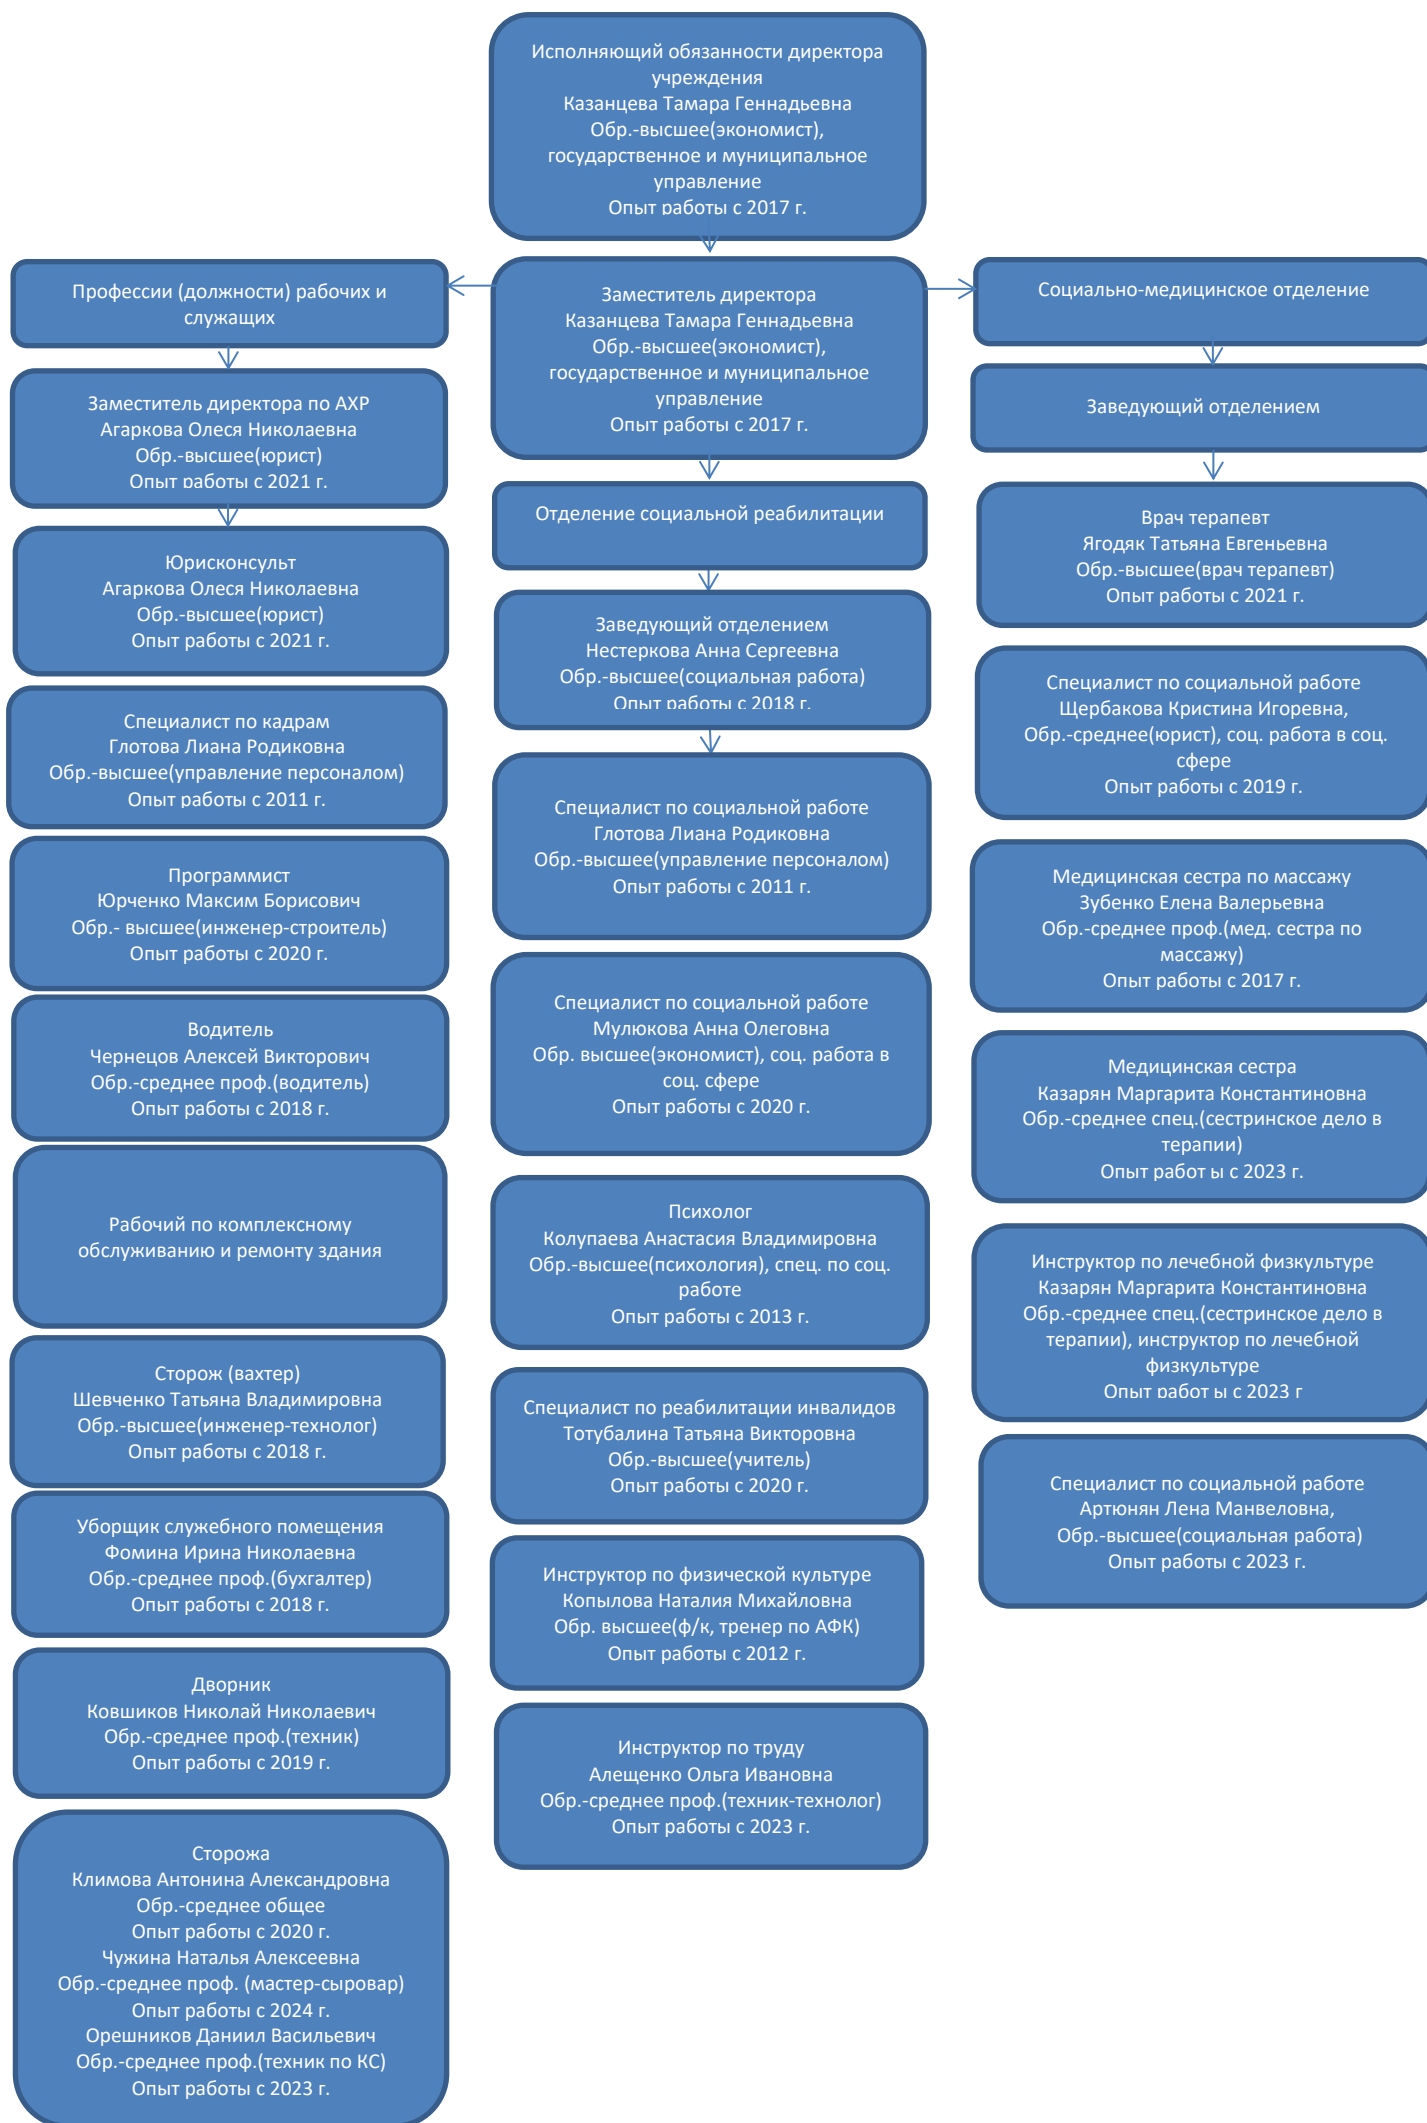 Исполняющий обязанности директора
учреждения
Казанцева Тамара Геннадьевна
Обр.-высшее(экономист),
государственное и муниципальное
управление
Опыт работы с 2017 г.
Профессии (должности) рабочих и
служащих
Заместитель директора по АХР
Агаркова Олеся Николаевна
Обр.-высшее(юрист)
Опыт работы с 2021 г.
Юрисконсульт
Агаркова Олеся Николаевна
Обр.-высшее(юрист)
Опыт работы с 2021 г.
Специалист по кадрам
Глотова Лиана Родиковна
Обр.-высшее(управление персоналом)
Опыт работы с 2011 г.
Программист
Юрченко Максим Борисович
Обр.- высшее(инженер-строитель)
Опыт работы с 2020 г.
Водитель
Чернецов Алексей Викторович
Обр.-среднее проф.(водитель)
Опыт работы с 2018 г.
Рабочий по комплексному
обслуживанию и ремонту здания
Сторож (вахтер)
Шевченко Татьяна Владимировна
Обр.-высшее(инженер-технолог)
Опыт работы с 2018 г.
Уборщик служебного помещения
Фомина Ирина Николаевна
Обр.-среднее проф.(бухгалтер)
Опыт работы с 2018 г.
Дворник
Ковшиков Николай Николаевич
Обр.-среднее проф.(техник)
Опыт работы с 2019 г.
Сторожа
Климова Антонина Александровна
Обр.-среднее общее
Опыт работы с 2020 г.
Чужина Наталья Алексеевна
Обр.-среднее проф. (мастер-сыровар)
Опыт работы с 2024 г.
Орешников Даниил Васильевич
Обр.-среднее проф.(техник по КС)
Опыт работы с 2023 г.
Заместитель директора
Казанцева Тамара Геннадьевна
Обр.-высшее(экономист),
государственное и муниципальное
управление
Опыт работы с 2017 г.
Отделение социальной реабилитации
Заведующий отделением
Нестеркова Анна Сергеевна
Обр.-высшее(социальная работа)
Опыт работы с 2018 г.
Специалист по социальной работе
Глотова Лиана Родиковна
Обр.-высшее(управление персоналом)
Опыт работы с 2011 г.
Специалист по социальной работе
Мулюкова Анна Олеговна
Обр. высшее(экономист), соц. работа в
соц. сфере
Опыт работы с 2020 г.
Психолог
Колупаева Анастасия Владимировна
Обр.-высшее(психология), спец. по соц.
работе
Опыт работы с 2013 г.
Специалист по реабилитации инвалидов
Тотубалина Татьяна Викторовна
Обр.-высшее(учитель)
Опыт работы с 2020 г.
Инструктор по физической культуре
Копылова Наталия Михайловна
Обр. высшее(ф/к, тренер по АФК)
Опыт работы с 2012 г.
Инструктор по труду
Алещенко Ольга Ивановна
Обр.-среднее проф.(техник-технолог)
Опыт работы с 2023 г.
Социально-медицинское отделение
Заведующий отделением
Врач терапевт
Ягодяк Татьяна Евгеньевна
Обр.-высшее(врач терапевт)
Опыт работы с 2021 г.
Специалист по социальной работе
Щербакова Кристина Игоревна,
Обр.-среднее(юрист), соц. работа в соц.
сфере
Опыт работы с 2019 г.
Медицинская сестра по массажу
Зубенко Елена Валерьевна
Обр.-среднее проф.(мед. сестра по
массажу)
Опыт работы с 2017 г.
Медицинская сестра
Казарян Маргарита Константиновна
Обр.-среднее спец.(сестринское дело в
терапии)
Опыт работ ы с 2023 г.
Инструктор по лечебной физкультуре
Казарян Маргарита Константиновна
Обр.-среднее спец.(сестринское дело в
терапии), инструктор по лечебной
физкультуре
Опыт работ ы с 2023 г
Специалист по социальной работе
Артюнян Лена Манвеловна,
Обр.-высшее(социальная работа)
Опыт работы с 2023 г.